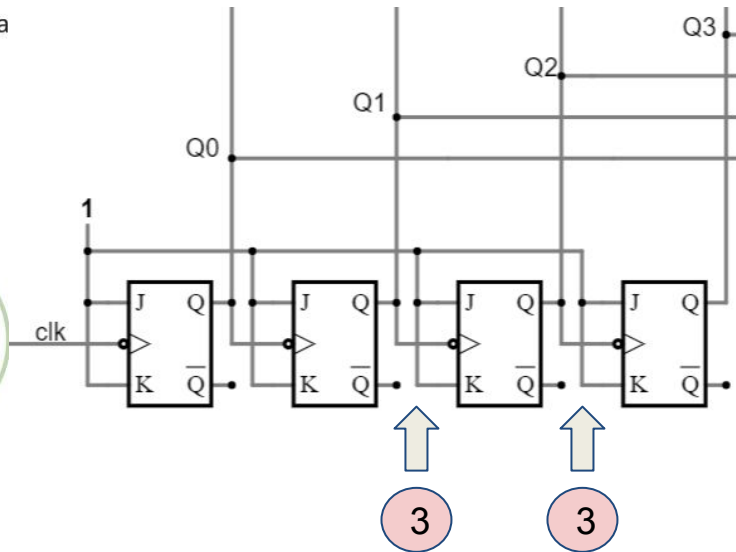 a
Q3
Q2
Q1
Q0
1
J Q J Q J Q J Q
clk
K Q̅ K Q̅ K Q̅ K Q̅
3 3